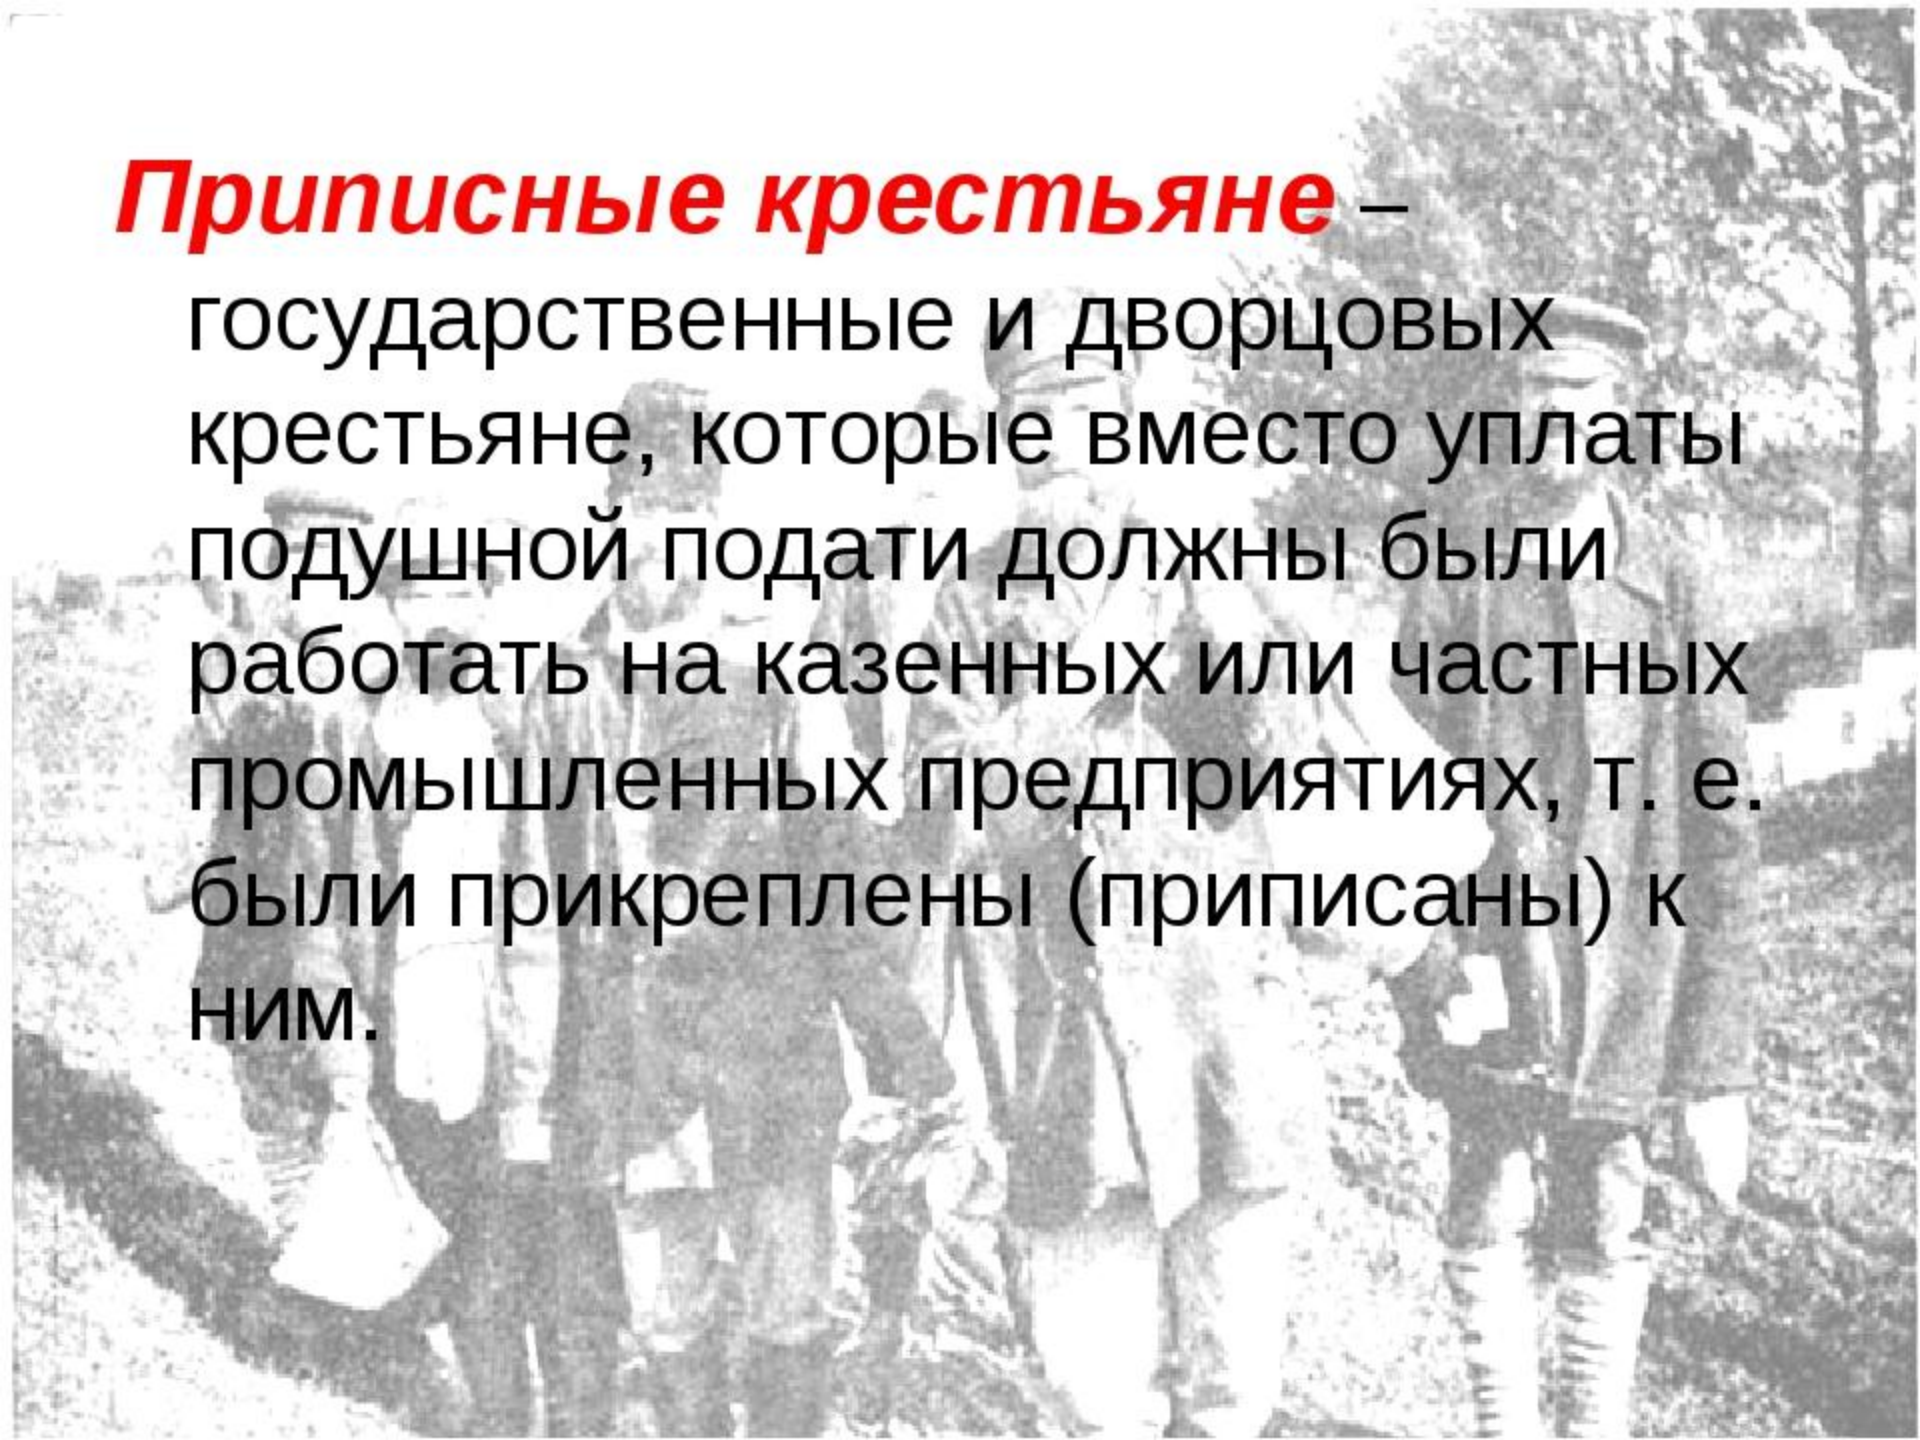 Приписные крестьяне –
государственные и дворцовых
крестьяне, которые вместо уплаты
подушной подати должны были
работать на казенных или частных
промышленных предприятиях, т. е.
были прикреплены (приписаны) к
ним.